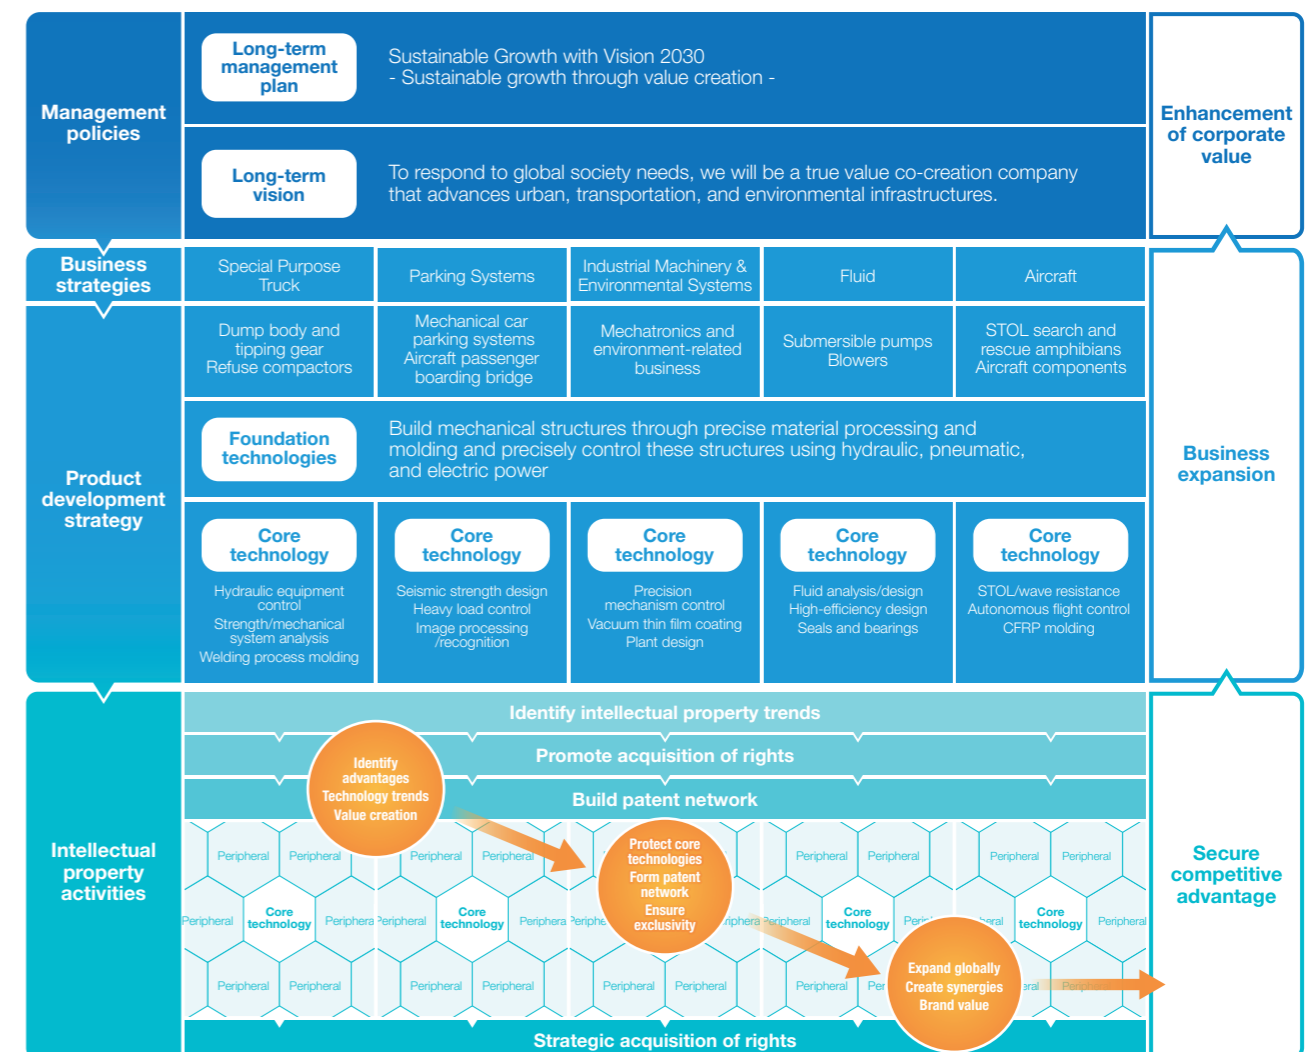 Management
policies
Long-term
management
plan
Sustainable Growth with Vision 2030
- Sustainable growth through value creation -
Long-term
vision
To respond to global society needs, we will be a true value co-creation company
that advances urban, transportation, and environmental infrastructures.
Enhancement
of corporate
value
Business
strategies
Special Purpose
Truck
Parking Systems
Industrial Machinery &
Environmental Systems
Fluid
Aircraft
Product
development
strategy
Dump body and
tipping gear
Refuse compactors
Mechanical car
parking systems
Aircraft passenger
boarding bridge
Mechatronics and
environment-related
business
Submersible pumps
Blowers
STOL search and
rescue amphibians
Aircraft components
Foundation
technologies
Build mechanical structures through precise material processing and
molding and precisely control these structures using hydraulic, pneumatic,
and electric power
Business
expansion
Core
technology
Hydraulic equipment
control
Strength/mechanical
system analysis
Welding process molding
Core
technology
Seismic strength design
Heavy load control
Image processing
/recognition
Core
technology
Precision
mechanism control
Vacuum thin film coating
Plant design
Core
technology
Fluid analysis/design
High-efficiency design
Seals and bearings
Core
technology
STOL/wave resistance
Autonomous flight control
CFRP molding
Intellectual
property
activities
Identify intellectual property trends
Promote acquisition of rights
Build patent network
Identify
advantages
Technology trends
Value creation
Protect core
technologies
Form patent
network
Ensure
exclusivity
Expand globally
Create synergies
Brand value
Peripheral Peripheral Peripheral Peripheral Peripheral Peripheral Peripheral Peripheral
Peripheral
Core
technology
Peripheral
Peripheral
Core
technology
Peripheral
Peripheral
Core
technology
Core
technology
Peripheral
Peripheral Peripheral Peripheral Peripheral Peripheral Peripheral Peripheral Peripheral
Strategic acquisition of rights
Secure
competitive
advantage